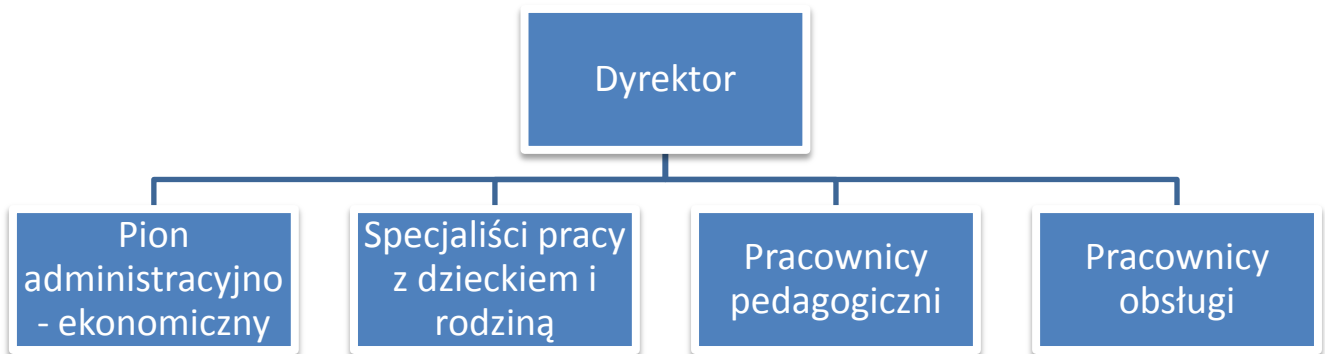 Dyrektor
Pion
administracyjno
- ekonomiczny
Specjaliści pracy
z dzieckiem i
rodziną
Pracownicy
pedagogiczni
Pracownicy
obsługi